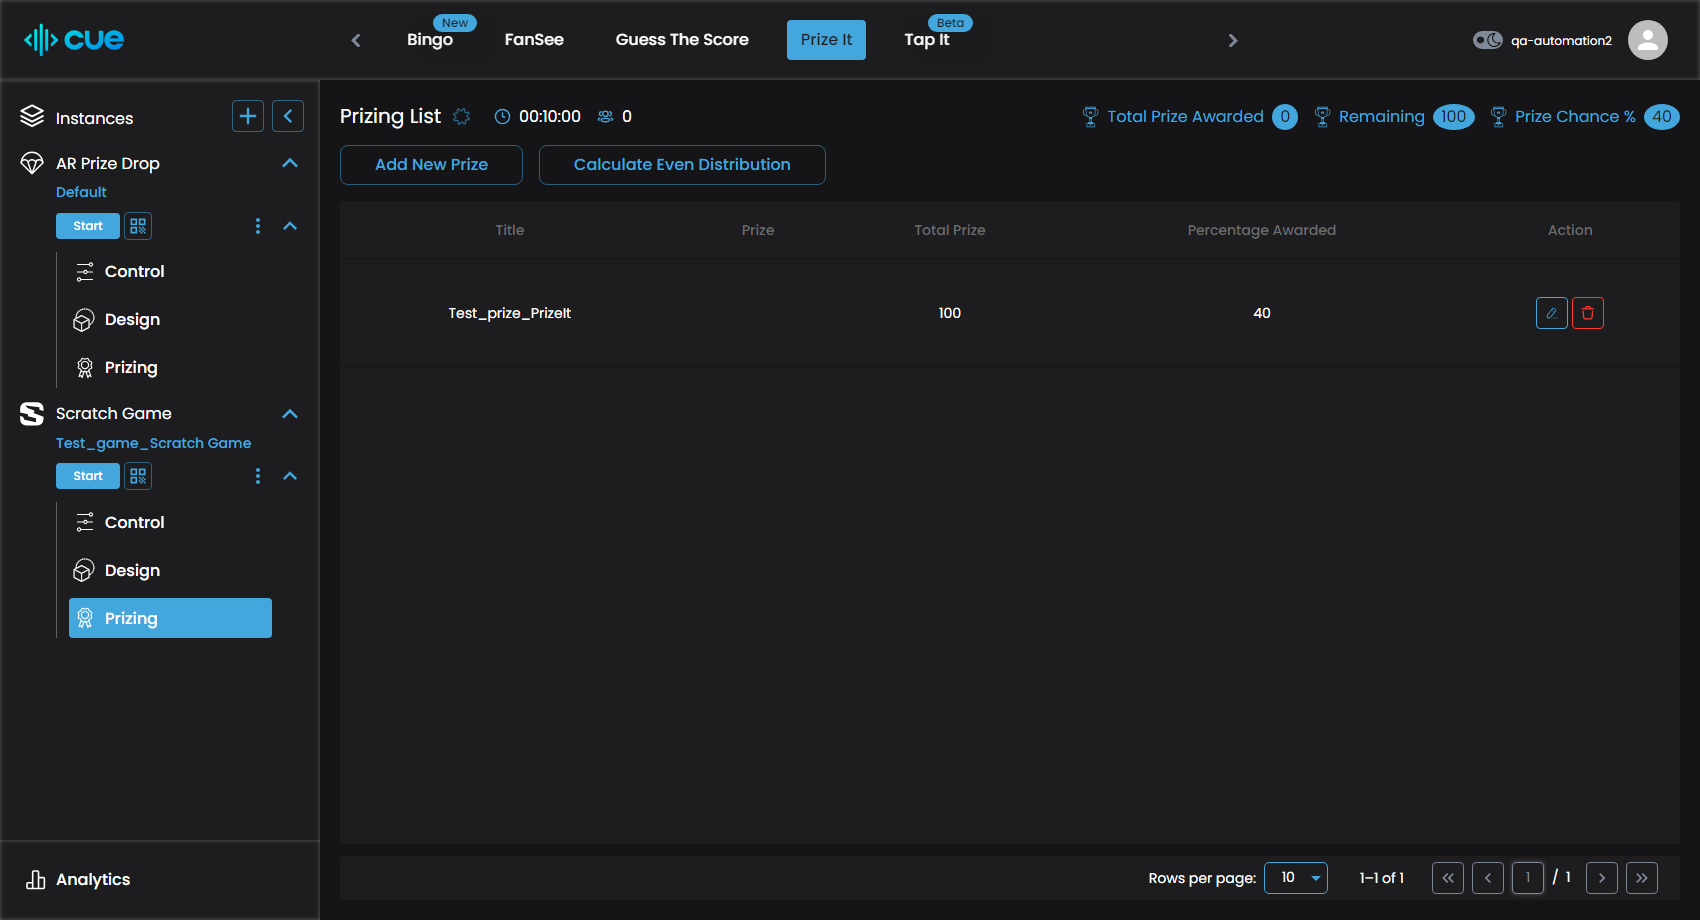 cue
New
Bingo
FanSee
Guess The Score
Prize It
Beta
Tap It
qa-automation2
Instances
AR Prize Drop
Default
Start
Control
Design
Prizing
Scratch Game
Test_game_Scratch Game
Start
Control
Design
Prizing
Analytics
Prizing List
00:10:00
0
Total Prize Awarded 0
Remaining 100
Prize Chance % 40
Add New Prize
Calculate Even Distribution
Title Prize Total Prize Percentage Awarded Action
Test_prize_PrizeIt 100 40
Rows per page: 10 1–1 of 1 1 / 1